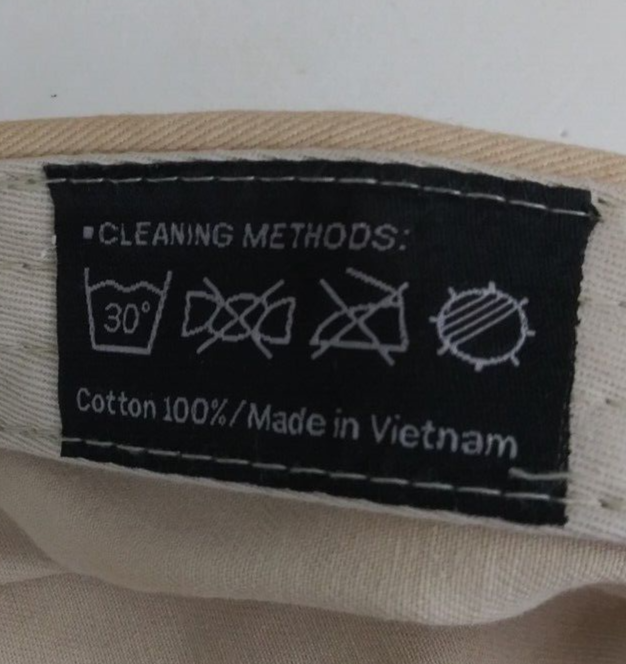 ▪CLEANING METHODS:
30°
Cotton 100%/Made in Vietnam